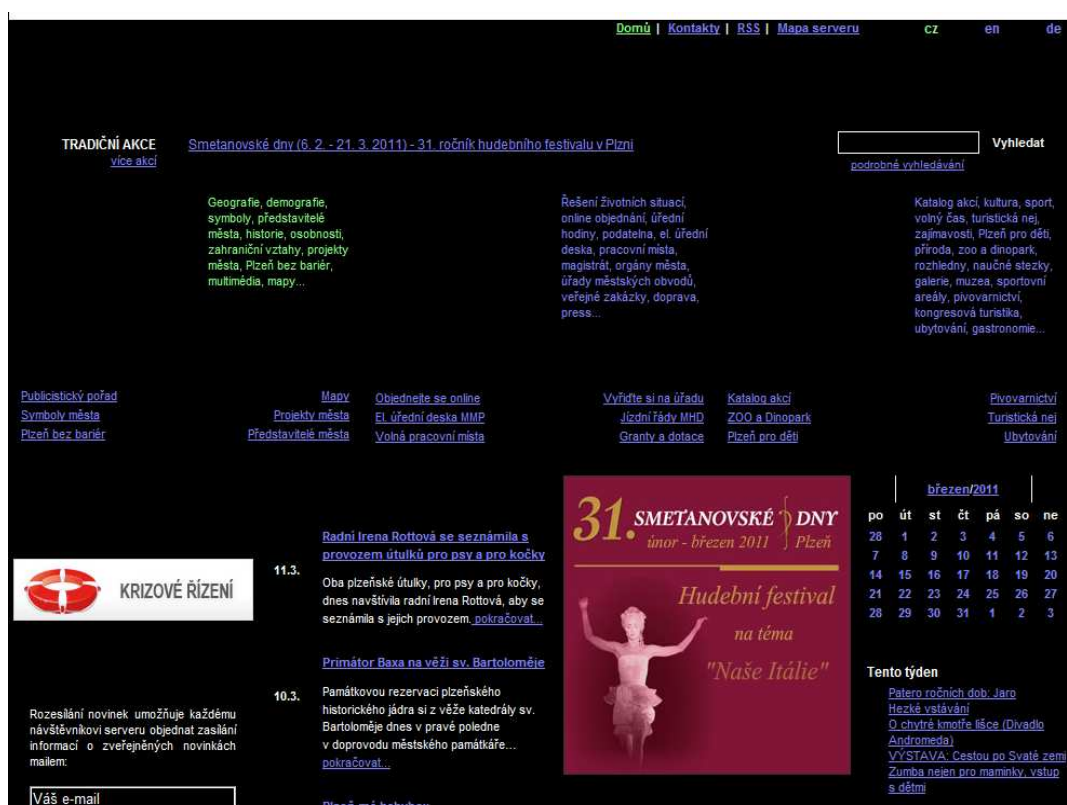 Domů | Kontakty | RSS | Mapa serveru cz en de
TRADIČNÍ AKCE
více akcí
Smetanovské dny (6. 2. - 21. 3. 2011) - 31. ročník hudebního festivalu v Plzni
Vyhledat
podrobné vyhledávání
Geografie, demografie,
symboly, představitelé
města, historie, osobnosti,
zahraniční vztahy, projekty
města, Plzeň bez bariér,
multimédia, mapy...
Řešení životních situací,
online objednání, úřední
hodiny, podatelna, el. úřední
deska, pracovní místa,
magistrát, orgány města,
úřady městských obvodů,
veřejné zakázky, doprava,
press...
Katalog akcí, kultura, sport,
volný čas, turistická nej,
zajímavosti, Plzeň pro děti,
příroda, zoo a dinopark,
rozhledny, naučné stezky,
galerie, muzea, sportovní
areály, pivovarnictví,
kongresová turistika,
ubytování, gastronomie...
Publicistický pořad
Symboly města
Plzeň bez bariér
Mapy
Projekty města
Představitelé města
Objednejte se online
El. úřední deska MMP
Volná pracovní místa
Vyřiďte si na úřadu
Jízdní řády MHD
Granty a dotace
Katalog akcí
ZOO a Dinopark
Plzeň pro děti
Pivovarnictví
Turistická nej
Ubytování
KRIZOVÉ ŘÍZENÍ
Rozesílání novinek umožňuje každému
návštěvníkovi serveru objednat zasílání
informací o zveřejněných novinkách
mailem:
Váš e-mail
11.3.
Radní Irena Rottová se seznámila s
provozem útulků pro psy a pro kočky
Oba plzeňské útulky, pro psy a pro kočky,
dnes navštívila radní Irena Rottová, aby se
seznámila s jejich provozem. pokračovat...
10.3.
Primátor Baxa na věži sv. Bartoloměje
Památkovou rezervaci plzeňského
historického jádra si z věže katedrály sv.
Bartoloměje dnes v pravé poledne
v doprovodu městského památkáře...
pokračovat...
31. SMETANOVSKÉ DNY
únor - březen 2011 Plzeň
Hudební festival
na téma
"Naše Itálie"
březen/2011
po út st čt pá so ne
28 1 2 3 4 5 6
7 8 9 10 11 12 13
14 15 16 17 18 19 20
21 22 23 24 25 26 27
28 29 30 31 1 2 3
Tento týden
Patero ročních dob: Jaro
Hezké vstávání
O chytré kmotře lišce (Divadlo
Andromeda)
VÝSTAVA: Cestou po Svaté zemi
Zumba nejen pro maminky, vstup
s dětmi